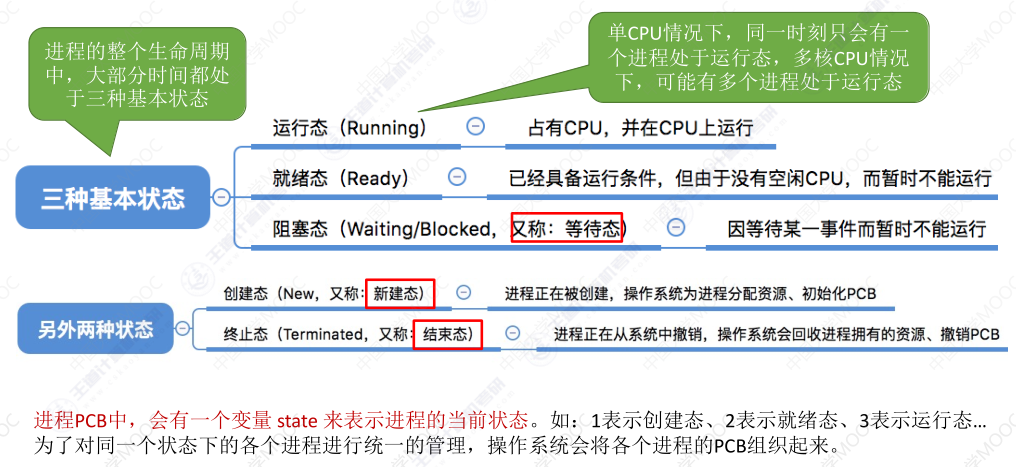 进程的整个生命周期
中，大部分时间都处
于三种基本状态
单CPU情况下，同一时刻只会有一
个进程处于运行态，多核CPU情况
下，可能有多个进程处于运行态
三种基本状态
运行态（Running）
占有CPU，并在CPU上运行
就绪态（Ready）
已经具备运行条件，但由于没有空闲CPU，而暂时不能运行
阻塞态（Waiting/Blocked，又称：等待态）
因等待某一事件而暂时不能运行
另外两种状态
创建态（New，又称：新建态）
进程正在被创建，操作系统为进程分配资源、初始化PCB
终止态（Terminated，又称：结束态）
进程正在从系统中撤销，操作系统会回收进程拥有的资源、撤销PCB
进程PCB中，会有一个变量 state 来表示进程的当前状态。如：1表示创建态、2表示就绪态、3表示运行态…
为了对同一个状态下的各个进程进行统一的管理，操作系统会将各个进程的PCB组织起来。